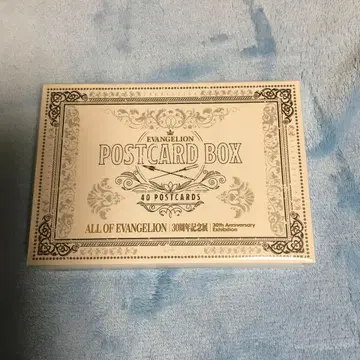 EVANGELION
POSTCARD BOX
40 POSTCARDS
ALL OF EVANGELION 30周年記念展 30th Anniversary
Exhibition